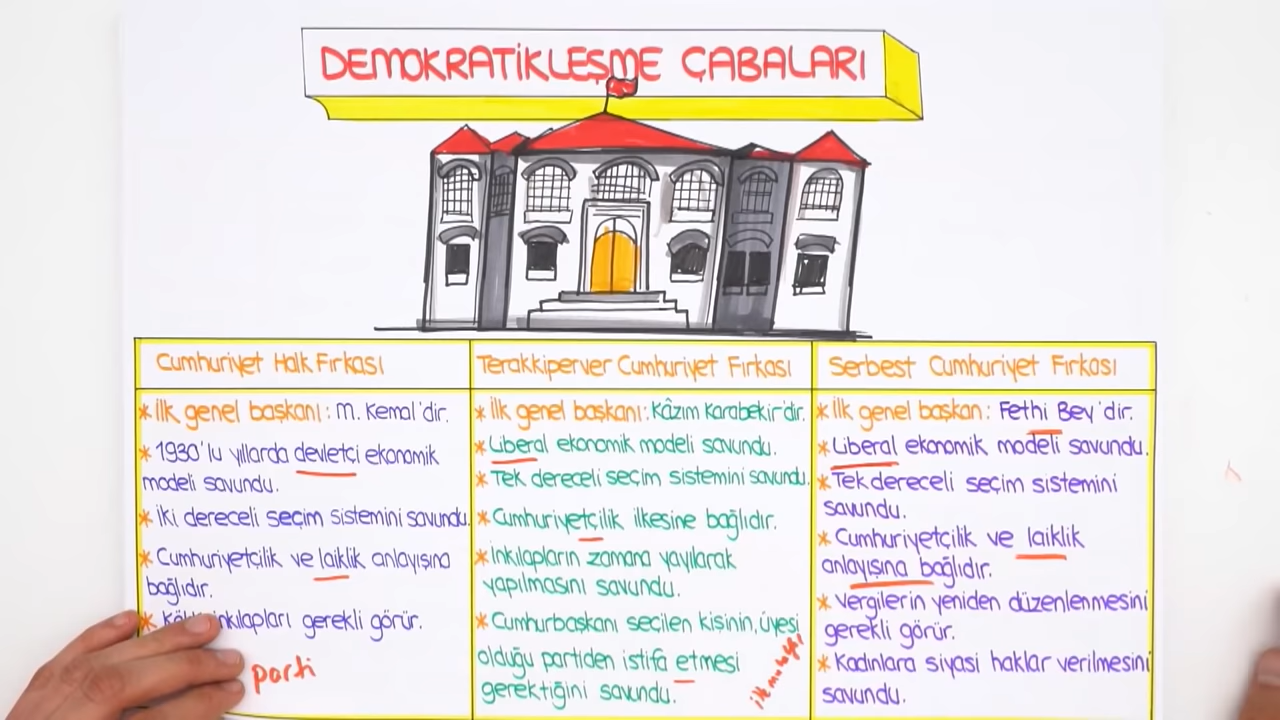 DEMOKRATİKLEŞME ÇABALARI
Cumhuriyet Halk Fırkası
* İlk genel başkanı: M. Kemal'dir.
* 1930'lu yıllarda devletçi ekonomik
modeli savundu.
* İki dereceli seçim sistemini savundu.
* Cumhuriyetçilik ve laiklik anlayışına
bağlıdır.
* inkılapları gerekli görür.
parti
Terakkiperver Cumhuriyet Fırkası
* İlk genel başkanı: Kâzım Karabekir'dir.
* Liberal ekonomik modeli savundu.
* Tek dereceli seçim sistemini savundu.
* Cumhuriyetçilik ilkesine bağlıdır.
* İnkılapların zamana yayılarak
yapılmasını savundu.
* Cumhurbaşkanı seçilen kişinin, üyesi
olduğu partiden istifa etmesi
gerektiğini savundu.
ilk
Serbest Cumhuriyet Fırkası
* İlk genel başkan: Fethi Bey'dir.
* Liberal ekonomik modeli savundu.
* Tek dereceli seçim sistemini
savundu.
* Cumhuriyetçilik ve laiklik
anlayışına bağlıdır.
* Vergilerin yeniden düzenlenmesini
gerekli görür.
* Kadınlara siyasi haklar verilmesini
savundu.